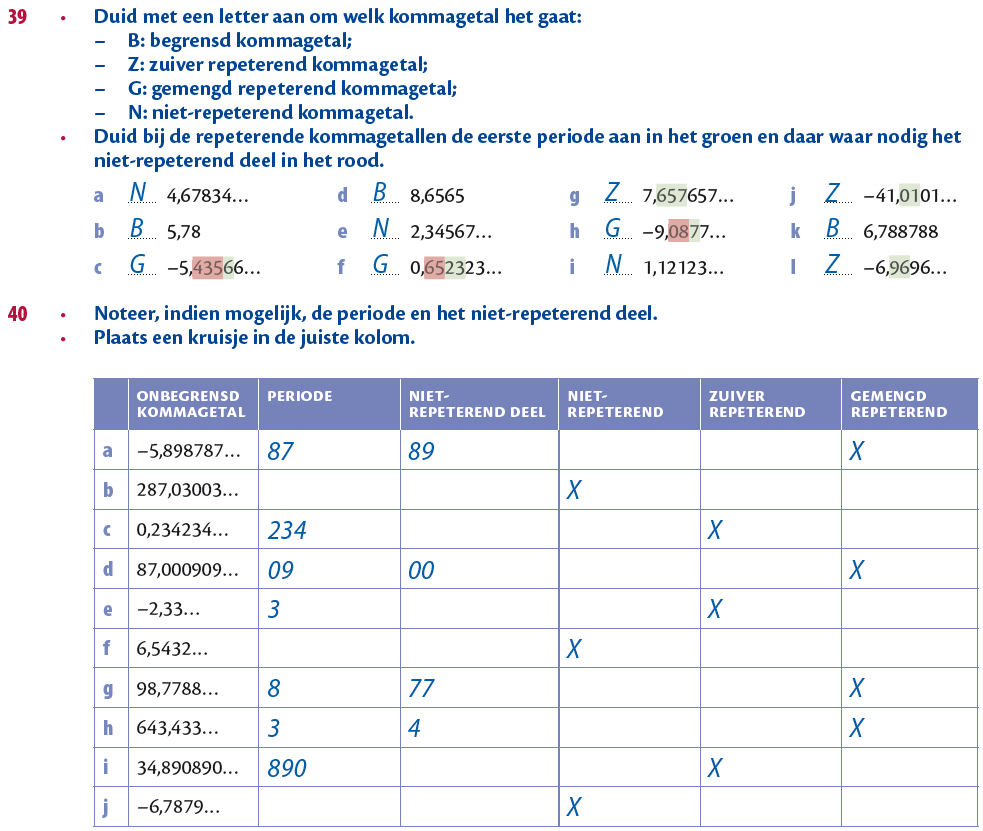 39 • Duid met een letter aan om welk kommagetal het gaat:
– B: begrensd kommagetal;
– Z: zuiver repeterend kommagetal;
– G: gemengd repeterend kommagetal;
– N: niet-repeterend kommagetal.
• Duid bij de repeterende kommagetallen de eerste periode aan in het groen en daar waar nodig het
niet-repeterend deel in het rood.
a N 4,67834... d B 8,6565 g Z 7,657657... j Z –41,0101...
b B 5,78 e N 2,34567... h G –9,0877... k B 6,788788
c G –5,43566... f G 0,652323... i N 1,12123... l Z –6,9696...
40 • Noteer, indien mogelijk, de periode en het niet-repeterend deel.
• Plaats een kruisje in de juiste kolom.
ONBEGRENSD KOMMAGETAL PERIODE NIET-REPETEREND DEEL NIET-REPETEREND ZUIVER REPETEREND GEMENGD REPETEREND
a –5,898787... 87 89 X
b 287,03003... X
c 0,234234... 234 X
d 87,000909... 09 00 X
e –2,33... 3 X
f 6,5432... X
g 98,7788... 8 77 X
h 643,433... 3 4 X
i 34,890890... 890 X
j –6,7879... X